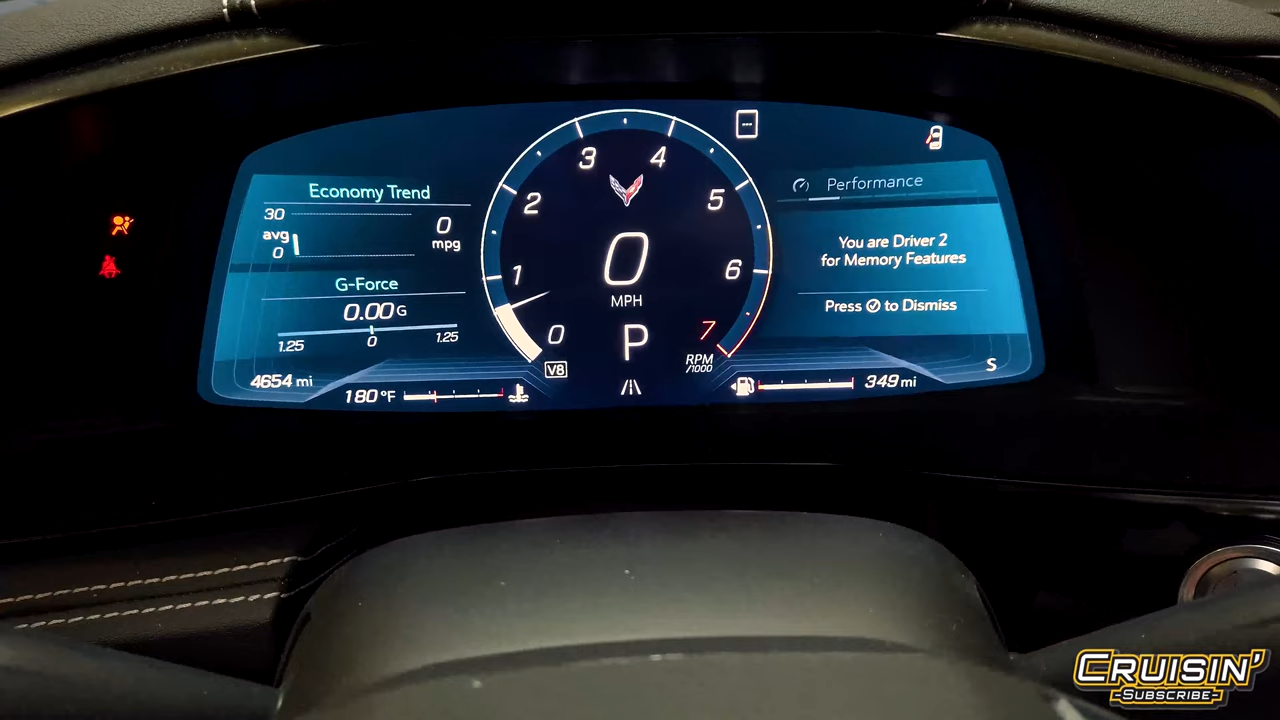 Economy Trend
30
avg
0
0
mpg
G-Force
0.00 G
1.25
0
1.25
4654 mi
180 °F
0
1
2
3
4
5
6
7
0
MPH
P
V8
RPM
/1000
Performance
You are Driver 2
for Memory Features
Press ✓ to Dismiss
S
349 mi
CRUISIN'
-SUBSCRIBE-